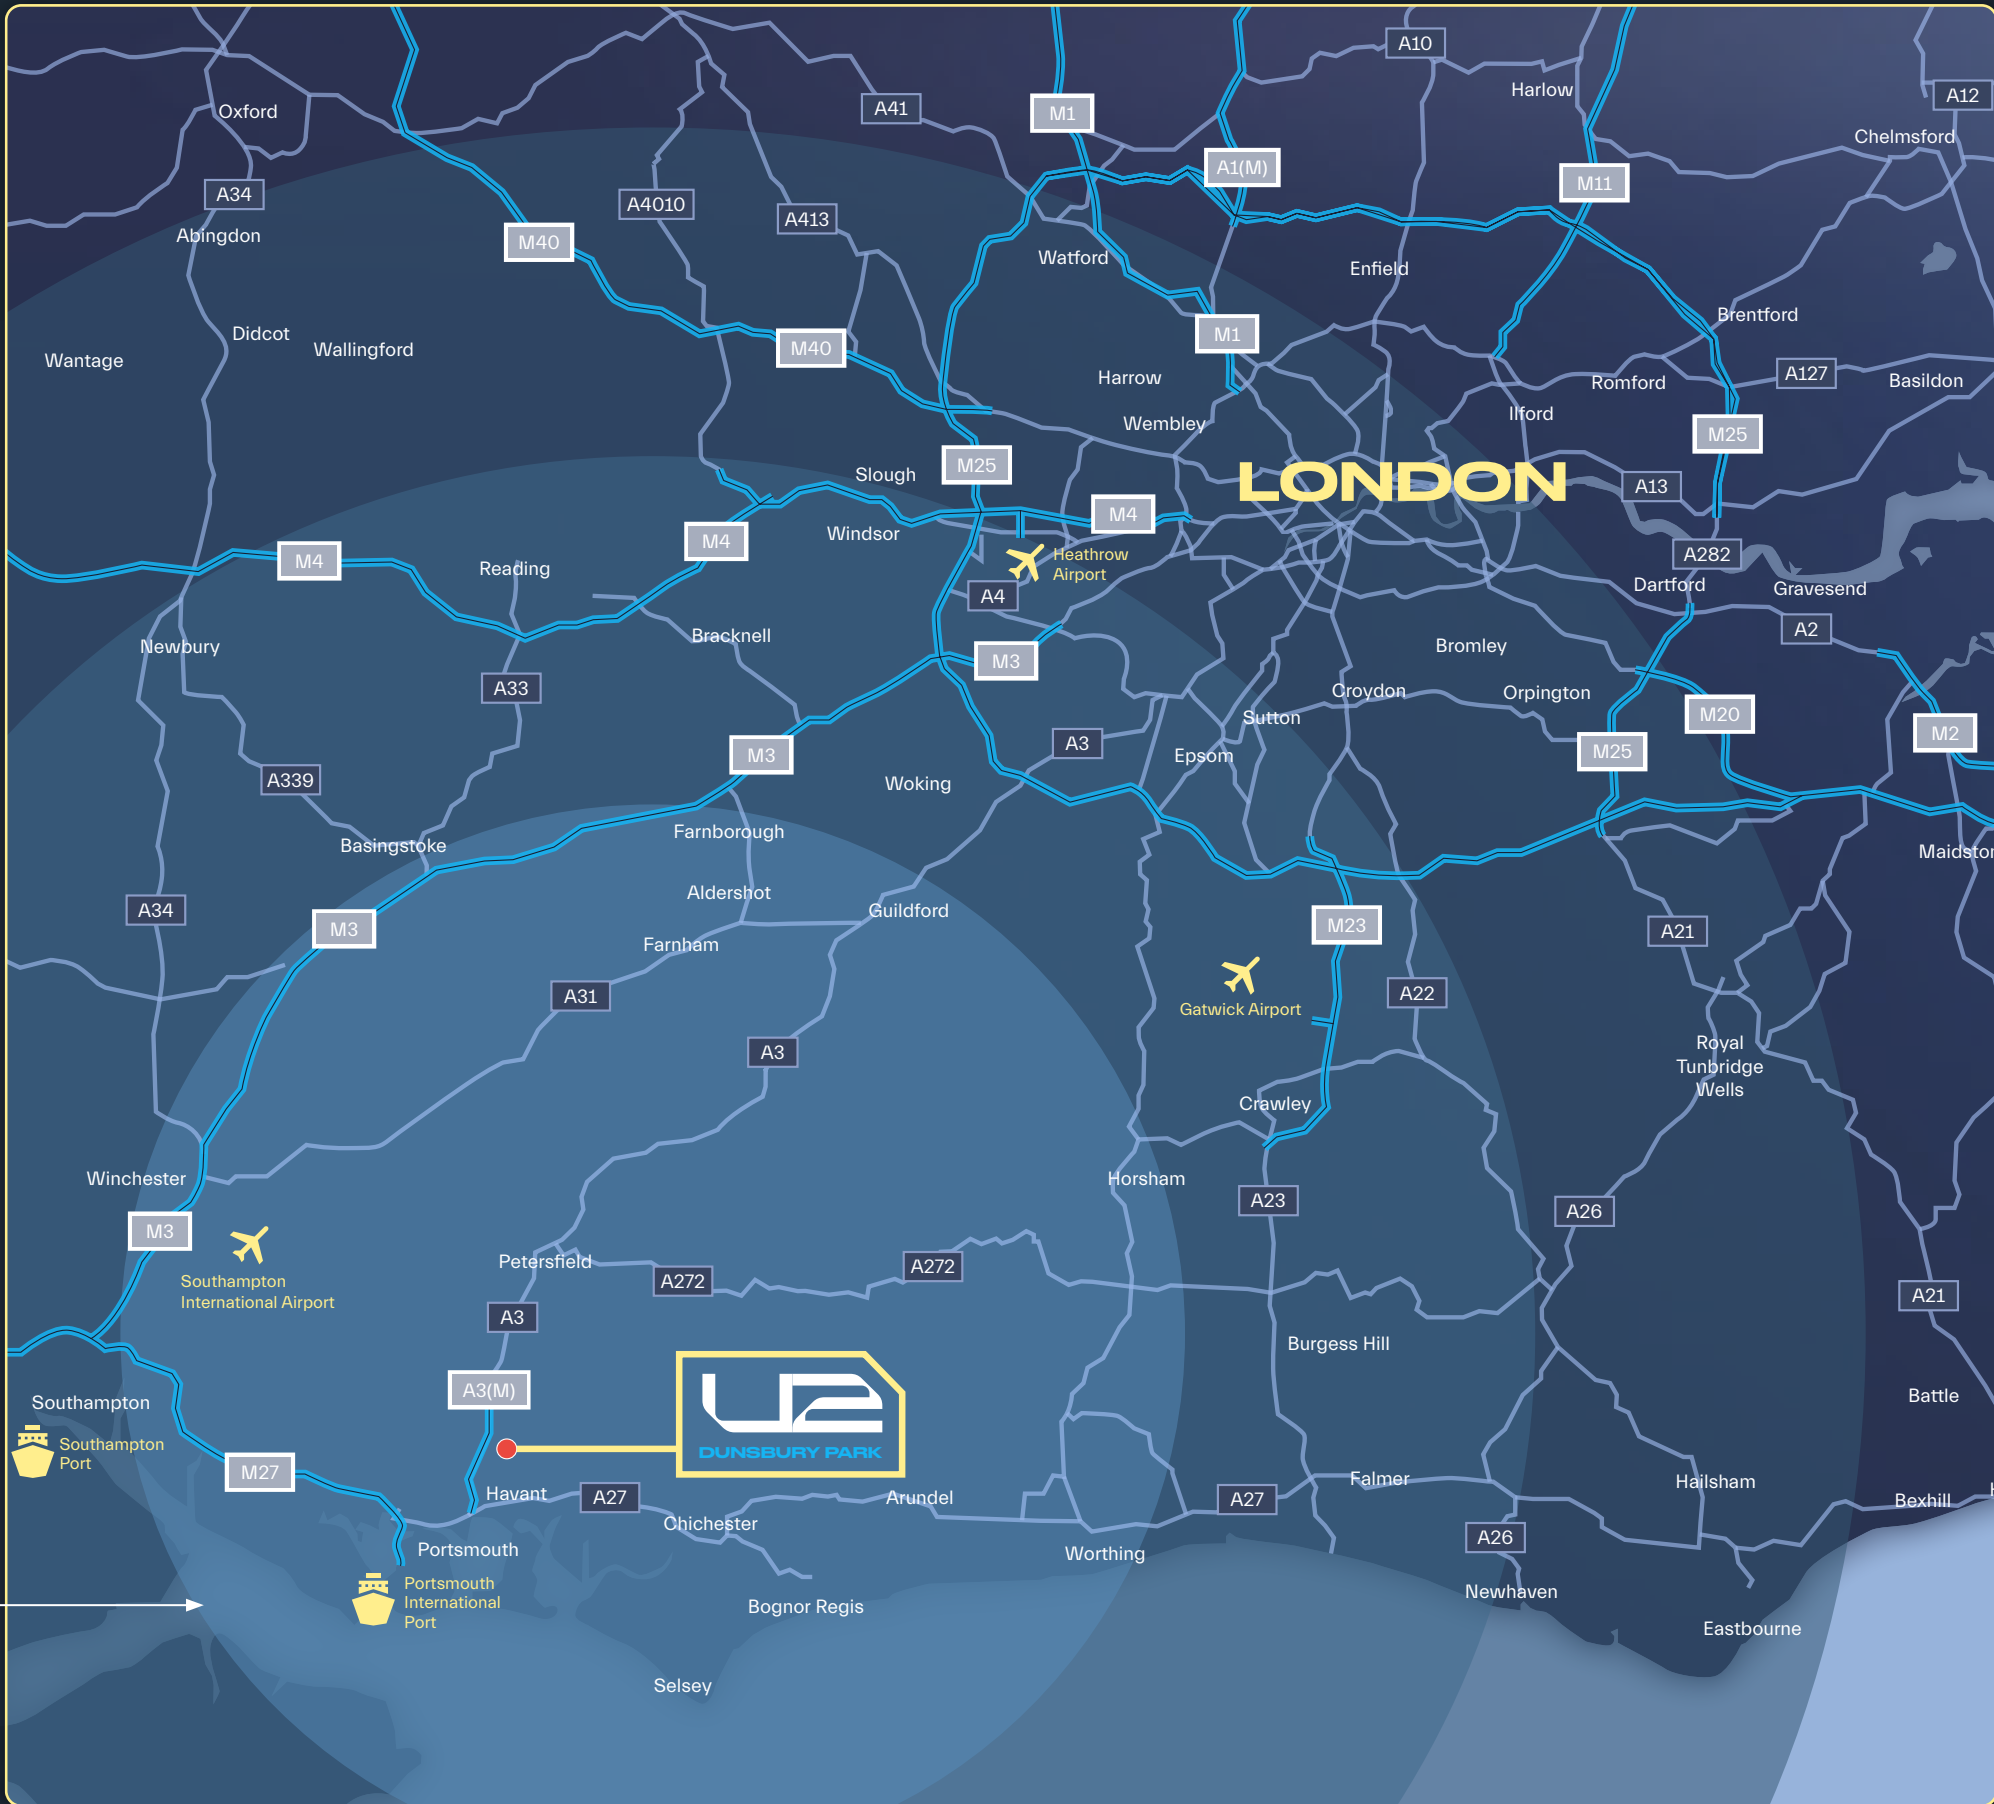 A10
Harlow
A12
Oxford
A41
M1
Chelmsford
A34
A4010
A413
A1(M)
M11
Abingdon
M40
Watford
Enfield
Didcot
Wallingford
M40
M1
Brentford
Wantage
Harrow
Romford
A127
Basildon
Wembley
Ilford
M25
Slough
M25
LONDON
A13
Windsor
M4
M4
M4
Reading
Heathrow
Airport
A282
A4
Dartford
Gravesend
Newbury
Bracknell
M3
Bromley
A2
A33
Croydon
Orpington
Sutton
M20
A3
M2
M3
Epsom
M25
A339
Woking
Basingstoke
Farnborough
Maidstor
Aldershot
A34
M3
Guildford
M23
A21
Farnham
A31
Gatwick Airport
A22
A3
Royal
Tunbridge
Wells
Crawley
Winchester
Horsham
A23
A26
M3
Petersfield
A272
A272
Southampton
International Airport
A21
A3
Burgess Hill
A3(M)
Battle
Southampton
U2
DUNSBURY PARK
Southampton
Port
M27
Havant
A27
Arundel
A27
Falmer
Hailsham
Bexhill
Chichester
A26
Portsmouth
Worthing
Portsmouth
International
Port
Bognor Regis
Newhaven
Eastbourne
Selsey